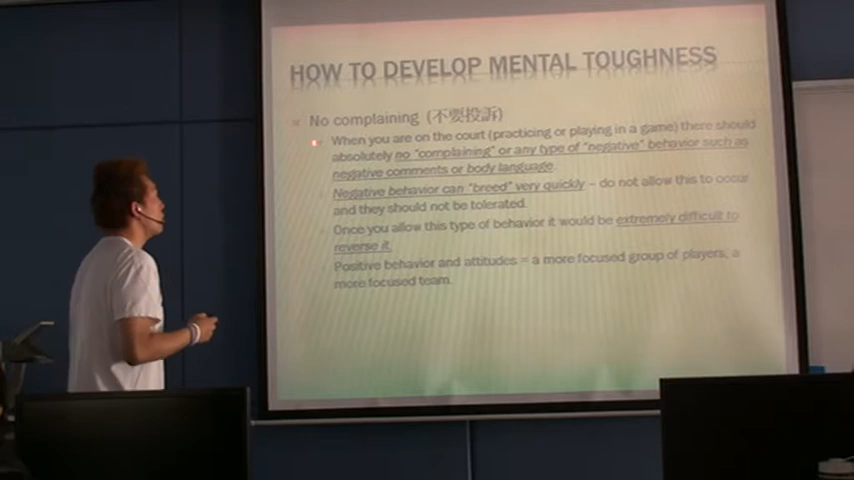 HOW TO DEVELOP MENTAL TOUGHNESS
No complaining (不要投訴)
When you are on the court (practicing or playing in a game) there should
absolutely no "complaining" or any type of "negative" behavior such as
negative comments or body language.
Negative behavior can "breed" very quickly – do not allow this to occur
and they should not be tolerated.
Once you allow this type of behavior it would be extremely difficult to
reverse it.
Positive behavior and attitudes = a more focused group of players, a
more focused team.